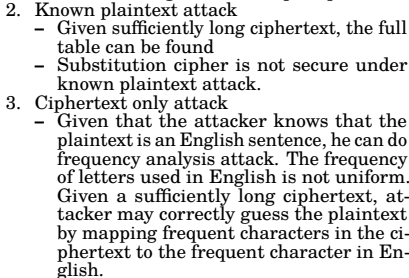 2. Known plaintext attack
– Given sufficiently long ciphertext, the full
table can be found
– Substitution cipher is not secure under
known plaintext attack.
3. Ciphertext only attack
– Given that the attacker knows that the
plaintext is an English sentence, he can do
frequency analysis attack. The frequency
of letters used in English is not uniform.
Given a sufficiently long ciphertext, at-
tacker may correctly guess the plaintext
by mapping frequent characters in the ci-
phertext to the frequent character in En-
glish.